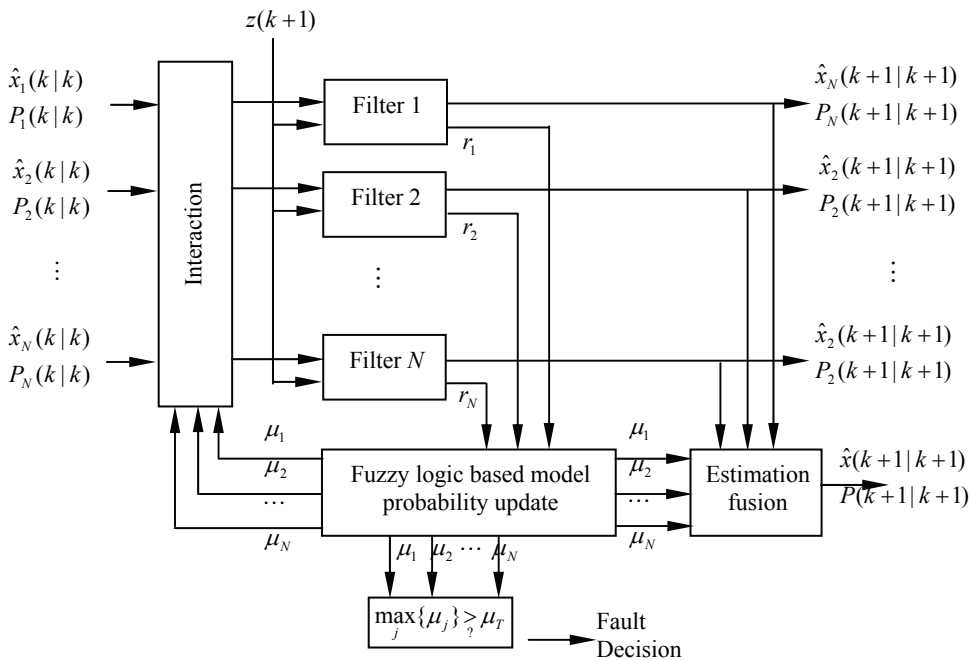 z(k+1)
x̂₁(k|k)
P₁(k|k)
x̂₂(k|k)
P₂(k|k)
⋮
x̂_N(k|k)
P_N(k|k)
Interaction
Filter 1
r₁
Filter 2
r₂
⋮
Filter N
r_N
x̂_N(k+1|k+1)
P_N(k+1|k+1)
x̂₂(k+1|k+1)
P₂(k+1|k+1)
⋮
x̂₂(k+1|k+1)
P₂(k+1|k+1)
μ₁
μ₂
⋯
μ_N
Fuzzy logic based model
probability update
μ₁
μ₂
⋯
μ_N
Estimation
fusion
x̂(k+1|k+1)
P(k+1|k+1)
μ₁ μ₂ ⋯ μ_N
max_j{μ_j} >_? μ_T
Fault
Decision